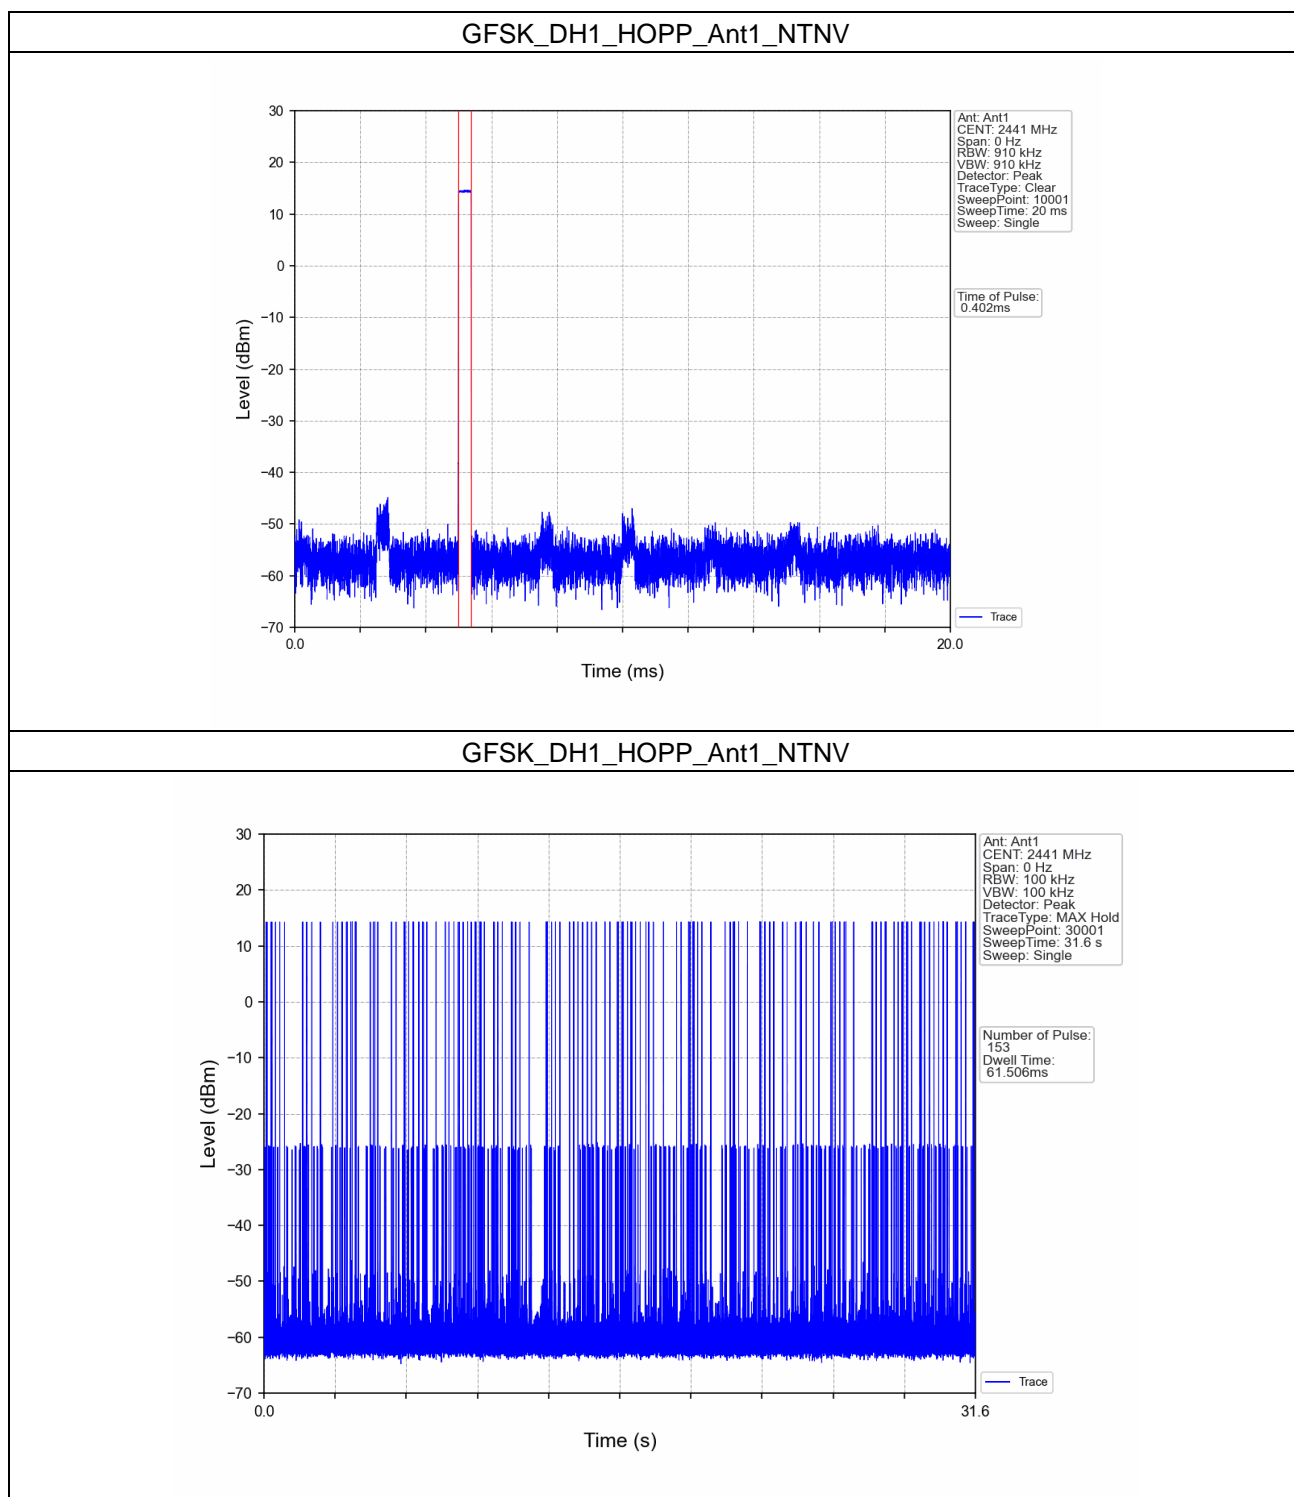 GFSK_DH1_HOPP_Ant1_NTNV
30
20
10
0
−10
−20
−30
−40
−50
−60
−70
Level (dBm)
0.0
20.0
Time (ms)
Ant: Ant1
CENT: 2441 MHz
Span: 0 Hz
RBW: 910 kHz
VBW: 910 kHz
Detector: Peak
TraceType: Clear
SweepPoint: 10001
SweepTime: 20 ms
Sweep: Single
Time of Pulse:
0.402ms
Trace
GFSK_DH1_HOPP_Ant1_NTNV
30
20
10
0
−10
−20
−30
−40
−50
−60
−70
Level (dBm)
0.0
31.6
Time (s)
Ant: Ant1
CENT: 2441 MHz
Span: 0 Hz
RBW: 100 kHz
VBW: 100 kHz
Detector: Peak
TraceType: MAX Hold
SweepPoint: 30001
SweepTime: 31.6 s
Sweep: Single
Number of Pulse:
153
Dwell Time:
61.506ms
Trace